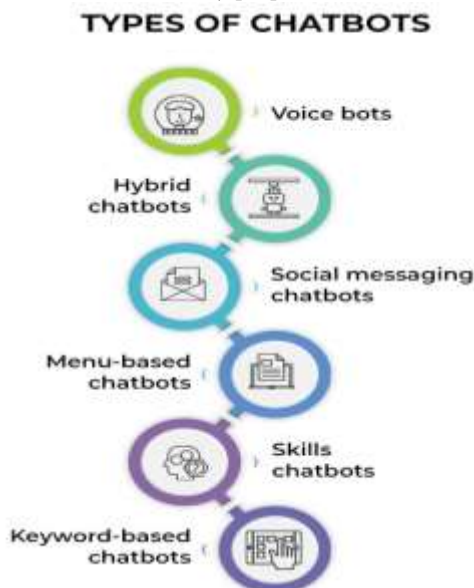 TYPES OF CHATBOTS
Voice bots
Hybrid
chatbots
Social messaging
chatbots
Menu-based
chatbots
Skills
chatbots
Keyword-based
chatbots